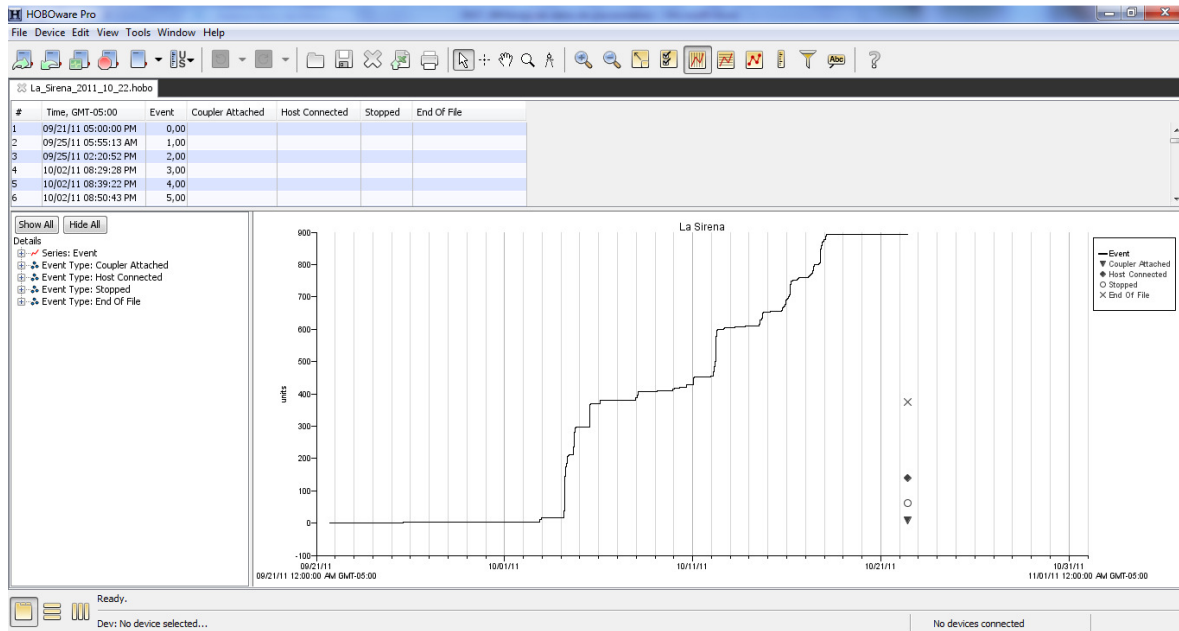 HOBOware Pro
File Device Edit View Tools Window Help
La_Sirena_2011_10_22.hobo
# Time, GMT-05:00 Event Coupler Attached Host Connected Stopped End Of File
1 09/21/11 05:00:00 PM 0,00
2 09/25/11 05:55:13 AM 1,00
3 09/25/11 02:20:52 PM 2,00
4 10/02/11 08:29:28 PM 3,00
5 10/02/11 08:39:22 PM 4,00
6 10/02/11 08:50:43 PM 5,00
Show All Hide All
Details
Series: Event
Event Type: Coupler Attached
Event Type: Host Connected
Event Type: Stopped
Event Type: End Of File
La Sirena
900
800
700
600
500
400
300
200
100
0
-100
units
Event
Coupler Attached
Host Connected
Stopped
End Of File
09/21/11 10/01/11 10/11/11 10/21/11 10/31/11
09/21/11 12:00:00 AM GMT-05:00 11/01/11 12:00:00 AM GMT-05:00
Ready.
Dev: No device selected... No devices connected